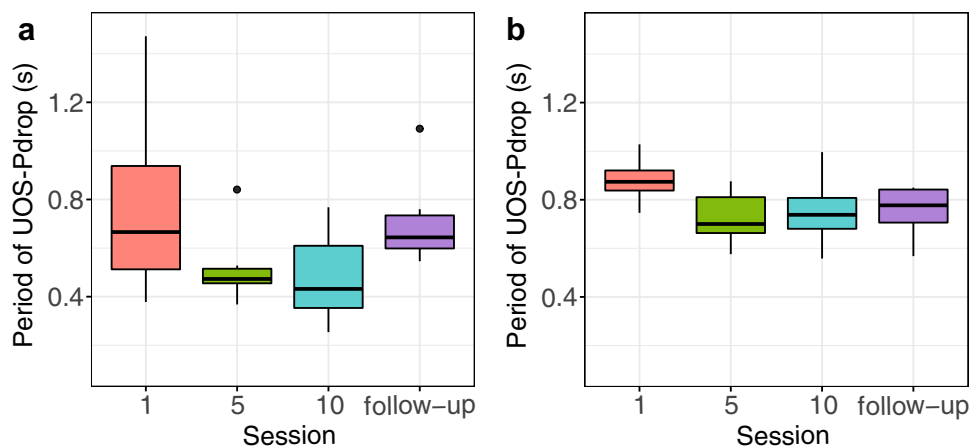 a
Period of UOS-Pdrop (s)
1.2
0.8
0.4
1 5 10 follow-up
Session
b
Period of UOS-Pdrop (s)
1.2
0.8
0.4
1 5 10 follow-up
Session